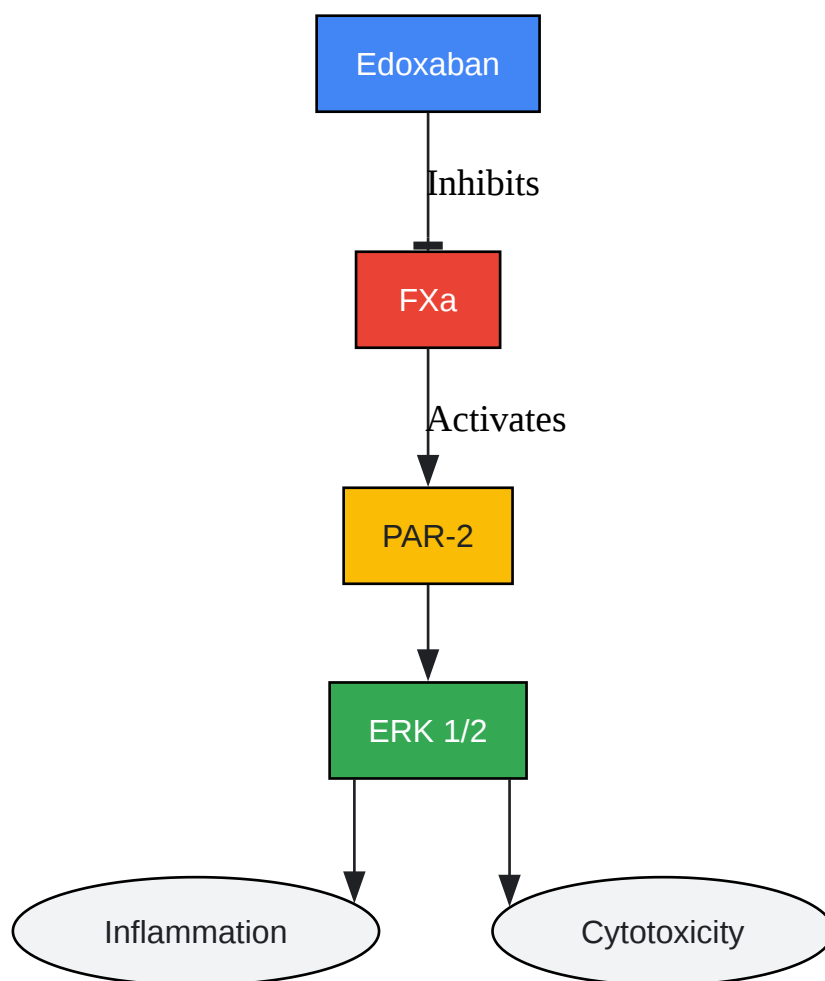 Edoxaban
Inhibits
FXa
Activates
PAR-2
ERK 1/2
Inflammation
Cytotoxicity